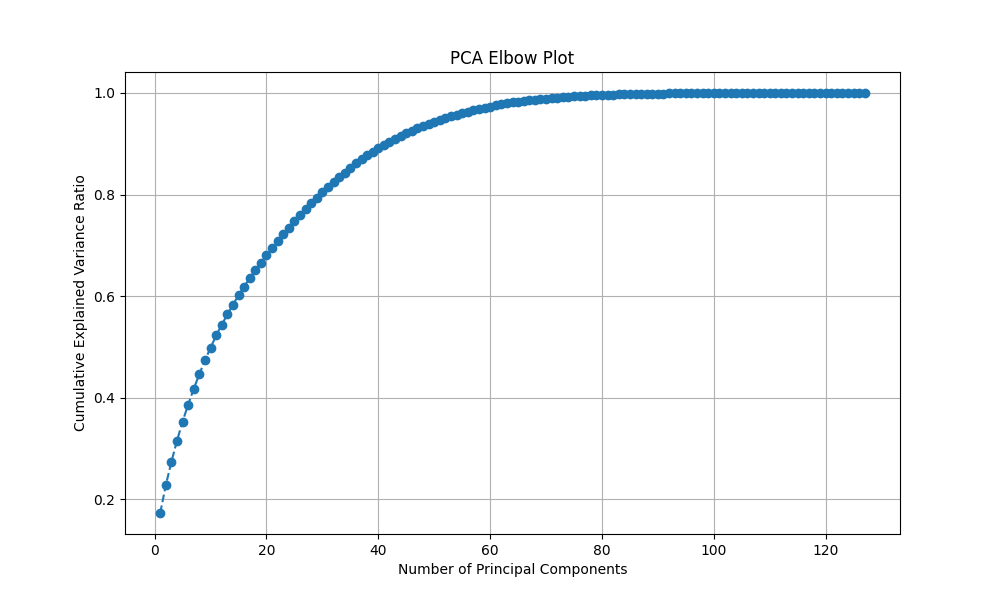 PCA Elbow Plot
Cumulative Explained Variance Ratio
1.0
0.8
0.6
0.4
0.2
0 20 40 60 80 100 120
Number of Principal Components